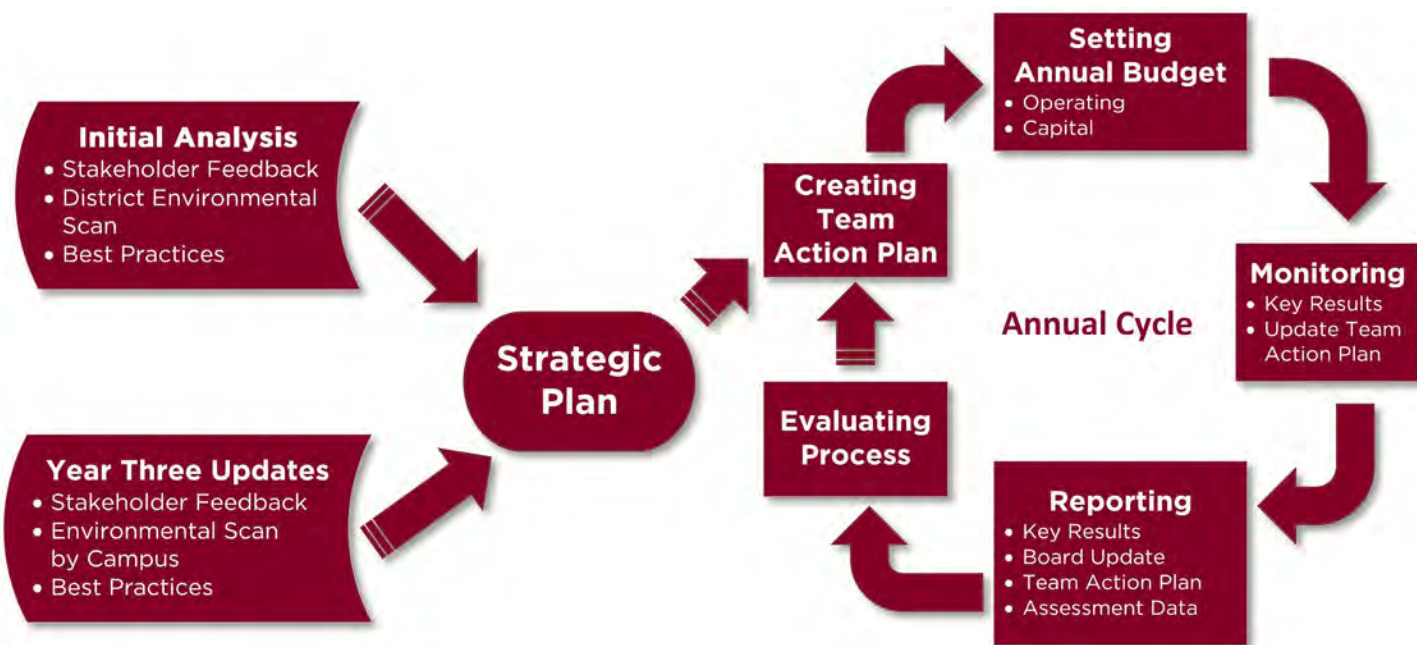 Initial Analysis
• Stakeholder Feedback
• District Environmental
Scan
• Best Practices
Year Three Updates
• Stakeholder Feedback
• Environmental Scan
by Campus
• Best Practices
Strategic
Plan
Creating
Team
Action Plan
Setting
Annual Budget
• Operating
• Capital
Monitoring
• Key Results
• Update Team
Action Plan
Annual Cycle
Reporting
• Key Results
• Board Update
• Team Action Plan
• Assessment Data
Evaluating
Process